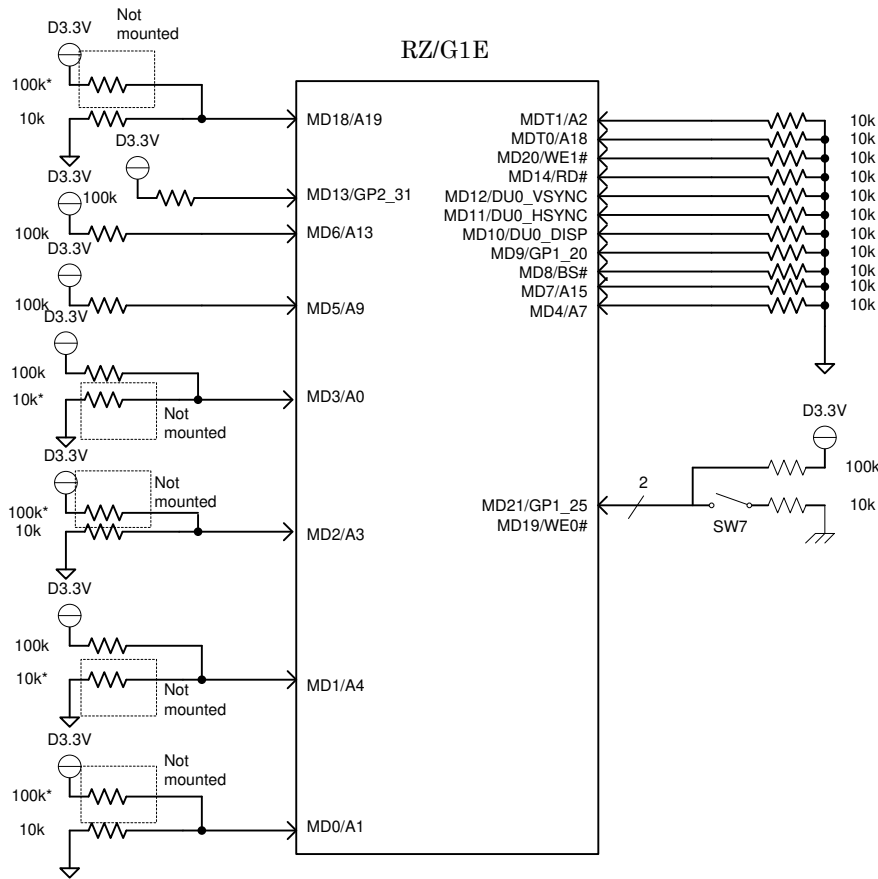 RZ/G1E
D3.3V
Not
mounted
100k*
10k
MD18/A19
D3.3V
100k
MD13/GP2_31
D3.3V
100k
MD6/A13
D3.3V
100k
MD5/A9
D3.3V
100k
10k*
Not
mounted
MD3/A0
D3.3V
Not
mounted
100k*
10k
MD2/A3
D3.3V
100k
10k*
Not
mounted
MD1/A4
D3.3V
Not
mounted
100k*
10k
MD0/A1
MDT1/A2
10k
MDT0/A18
10k
MD20/WE1#
10k
MD14/RD#
10k
MD12/DU0_VSYNC
10k
MD11/DU0_HSYNC
10k
MD10/DU0_DISP
10k
MD9/GP1_20
10k
MD8/BS#
10k
MD7/A15
10k
MD4/A7
10k
D3.3V
100k
2
MD21/GP1_25
10k
MD19/WE0#
SW7